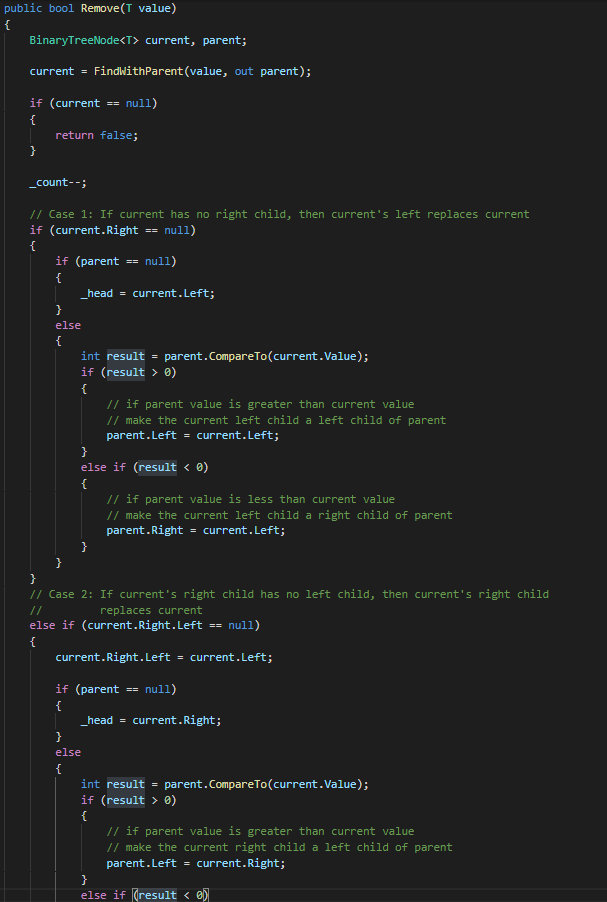 public bool Remove(T value)
{
    BinaryTreeNode<T> current, parent;

    current = FindWithParent(value, out parent);

    if (current == null)
    {
        return false;
    }

    _count--;

    // Case 1: If current has no right child, then current's left replaces current
    if (current.Right == null)
    {
        if (parent == null)
        {
            _head = current.Left;
        }
        else
        {
            int result = parent.CompareTo(current.Value);
            if (result > 0)
            {
                // if parent value is greater than current value
                // make the current left child a left child of parent
                parent.Left = current.Left;
            }
            else if (result < 0)
            {
                // if parent value is less than current value
                // make the current left child a right child of parent
                parent.Right = current.Left;
            }
        }
    }
    // Case 2: If current's right child has no left child, then current's right child
    //         replaces current
    else if (current.Right.Left == null)
    {
        current.Right.Left = current.Left;

        if (parent == null)
        {
            _head = current.Right;
        }
        else
        {
            int result = parent.CompareTo(current.Value);
            if (result > 0)
            {
                // if parent value is greater than current value
                // make the current right child a left child of parent
                parent.Left = current.Right;
            }
            else if (result < 0)